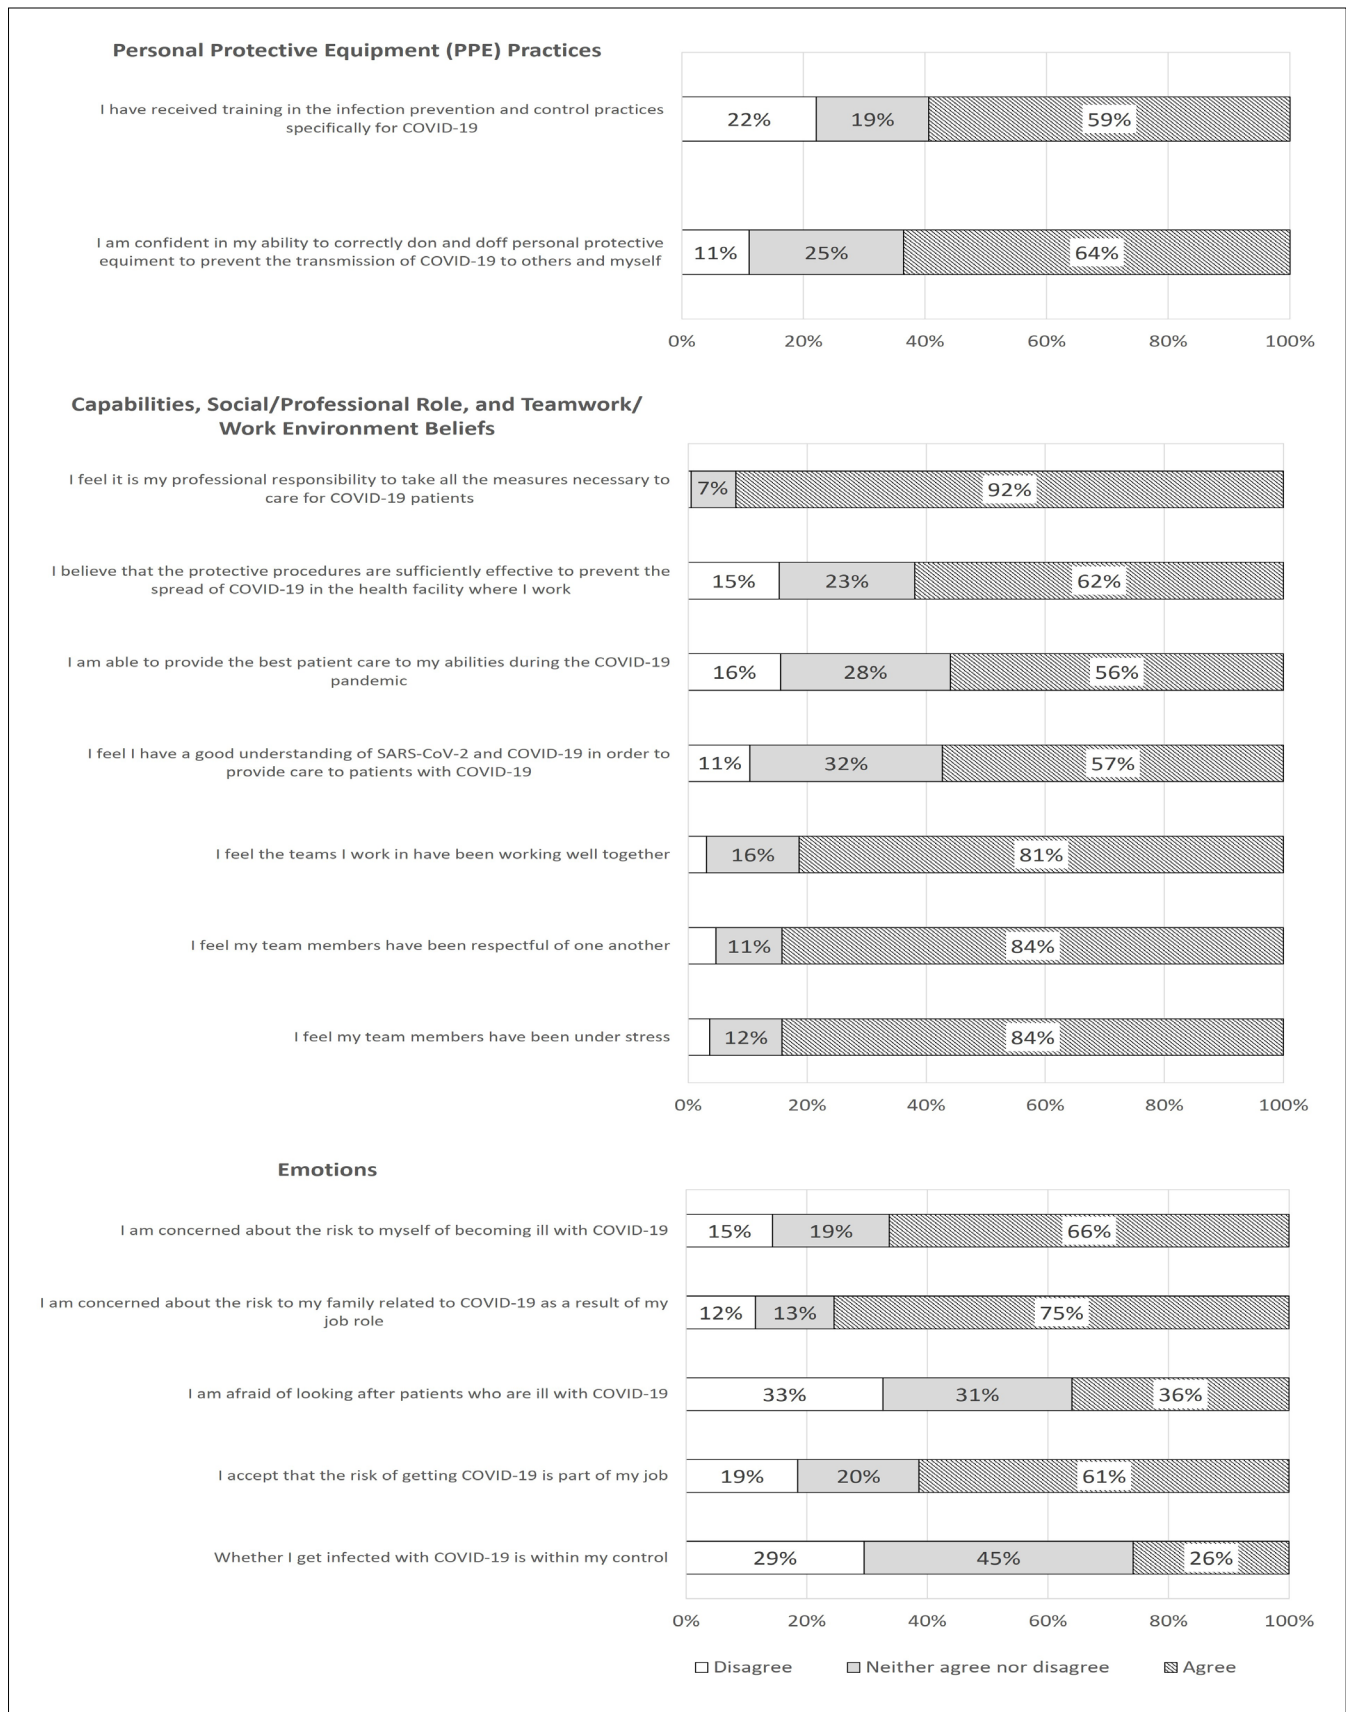 Personal Protective Equipment (PPE) Practices
I have received training in the infection prevention and control practices
specifically for COVID-19
22% 19% 59%
I am confident in my ability to correctly don and doff personal protective
equiment to prevent the transmission of COVID-19 to others and myself
11% 25% 64%
0% 20% 40% 60% 80% 100%
Capabilities, Social/Professional Role, and Teamwork/
Work Environment Beliefs
I feel it is my professional responsibility to take all the measures necessary to
care for COVID-19 patients
7% 92%
I believe that the protective procedures are sufficiently effective to prevent the
spread of COVID-19 in the health facility where I work
15% 23% 62%
I am able to provide the best patient care to my abilities during the COVID-19
pandemic
16% 28% 56%
I feel I have a good understanding of SARS-CoV-2 and COVID-19 in order to
provide care to patients with COVID-19
11% 32% 57%
I feel the teams I work in have been working well together
16% 81%
I feel my team members have been respectful of one another
11% 84%
I feel my team members have been under stress
12% 84%
0% 20% 40% 60% 80% 100%
Emotions
I am concerned about the risk to myself of becoming ill with COVID-19
15% 19% 66%
I am concerned about the risk to my family related to COVID-19 as a result of my
job role
12% 13% 75%
I am afraid of looking after patients who are ill with COVID-19
33% 31% 36%
I accept that the risk of getting COVID-19 is part of my job
19% 20% 61%
Whether I get infected with COVID-19 is within my control
29% 45% 26%
0% 20% 40% 60% 80% 100%
Disagree Neither agree nor disagree Agree